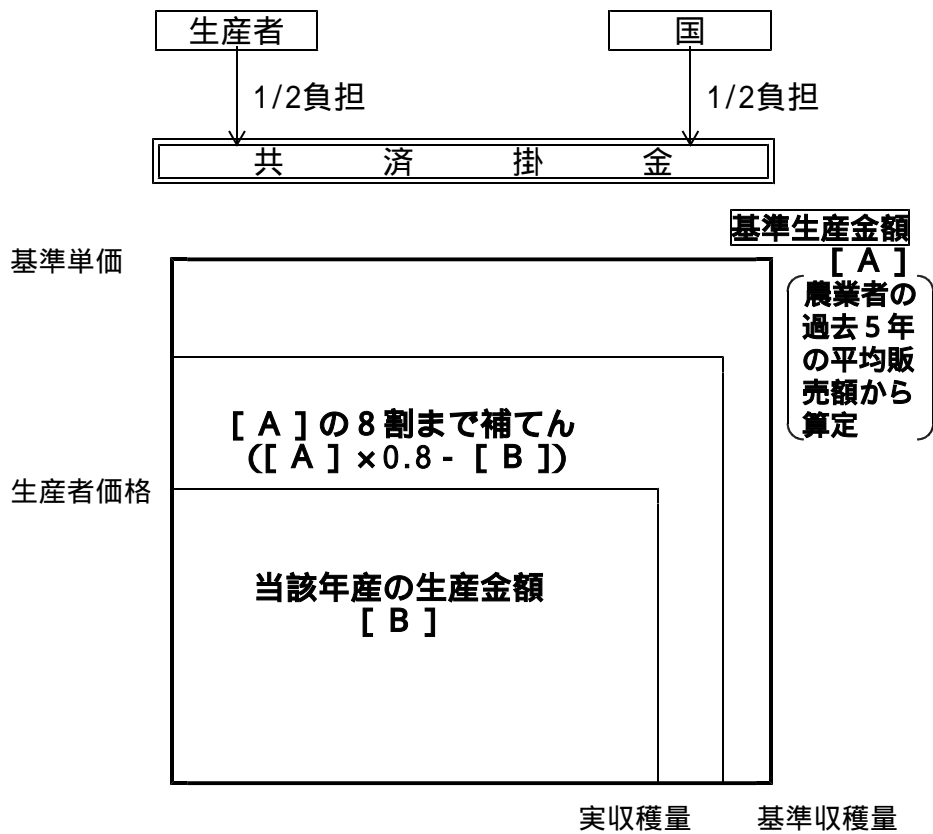 生産者
国
1/2負担
1/2負担
共済掛金
基準生産金額
[ A ]
農業者の
過去5年
の平均販
売額から
算定
基準単価
[ A ]の8割まで補てん
([ A ]×0.8-[ B ])
生産者価格
当該年産の生産金額
[ B ]
実収穫量
基準収穫量